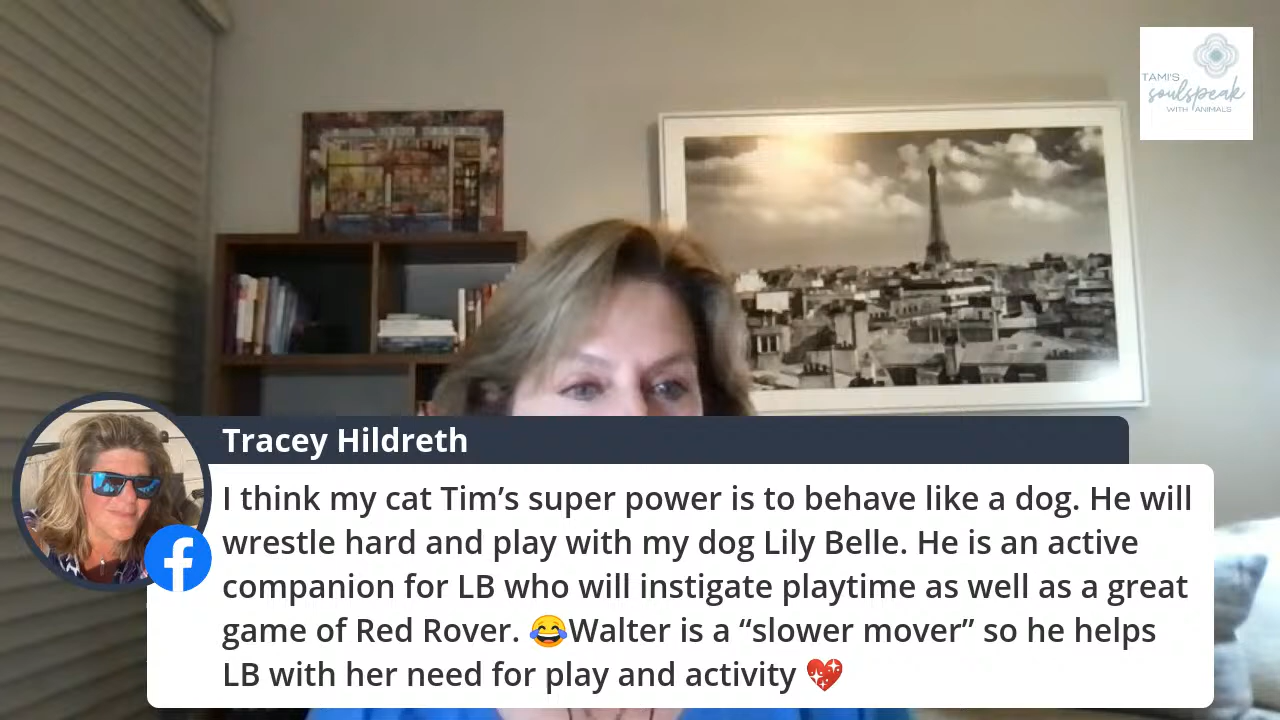 TAMI'S
soulspeak
WITH ANIMALS
Tracey Hildreth
I think my cat Tim’s super power is to behave like a dog. He will
wrestle hard and play with my dog Lily Belle. He is an active
companion for LB who will instigate playtime as well as a great
game of Red Rover. 😂Walter is a “slower mover” so he helps
LB with her need for play and activity 💖